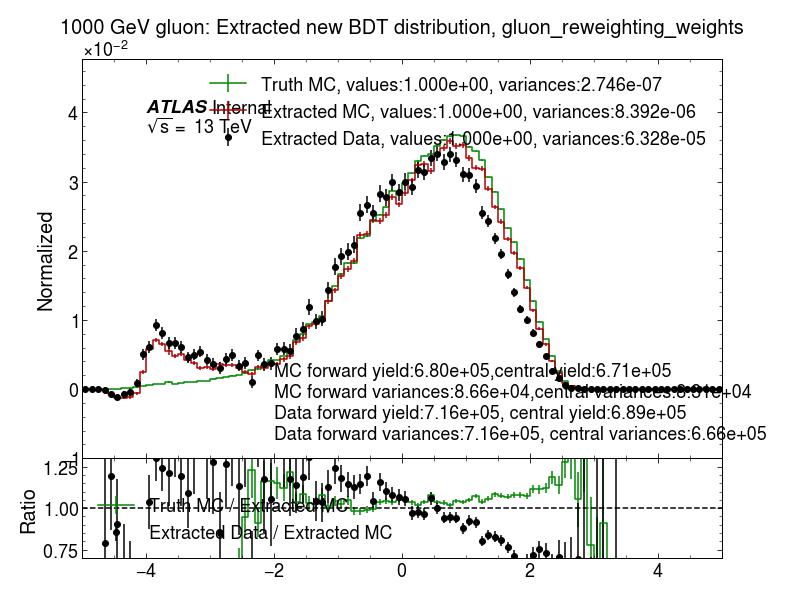 1000 GeV gluon: Extracted new BDT distribution, gluon_reweighting_weights
×10⁻²
Truth MC, values:1.000e+00, variances:2.746e-07
ATLAS Internal
Extracted MC, values:1.000e+00, variances:8.392e-06
√s = 13 TeV
Extracted Data, values:1.000e+00, variances:6.328e-05
4
3
2
1
0
Normalized
MC forward yield:6.80e+05,central yield:6.71e+05
MC forward variances:8.66e+04,central variances:
Data forward yield:7.16e+05, central yield:6.89e+05
Data forward variances:7.16e+05, central variances:6.66e+05
1
1.25
1.00
0.75
Ratio
Truth MC / Extracted MC
Extracted Data / Extracted MC
−4
−2
0
2
4